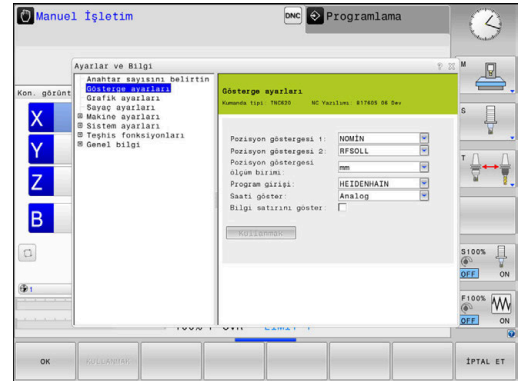 Manuel İşletim
DNC
Programlama
Ayarlar ve Bilgi
Kon. görünt
X
Y
Z
B
1
Anahtar sayısını belirtin
Gösterge ayarları
Grafik ayarları
Sayaç ayarları
Makine ayarları
Sistem ayarları
Teşhis fonksiyonları
Genel bilgi
Gösterge ayarları
Kumanda tipi: TNC620 NC Yazılımı: 817605 06 Dev
Pozisyon göstergesi 1: NOMİN
Pozisyon göstergesi 2: RFSOLL
Pozisyon göstergesi
ölçüm birimi: mm
Program girişi: HEIDENHAIN
Saati göster: Analog
Bilgi satırını göster:
Kullanmak
M
S
T
S100%
OFF ON
F100%
OFF ON
OK
KULLANMAK
İPTAL ET